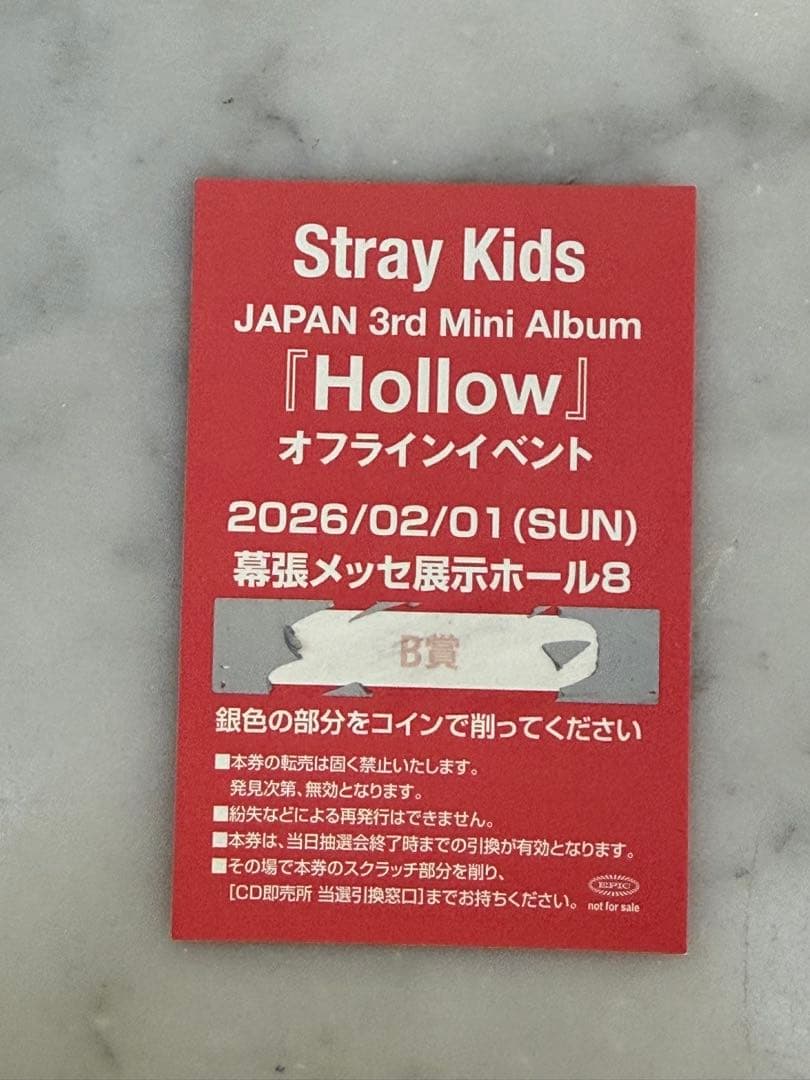 Stray Kids
JAPAN 3rd Mini Album
『Hollow』
オフラインイベント
2026/02/01(SUN)
幕張メッセ展示ホール8
B賞
銀色の部分をコインで削ってください
■本券の転売は固く禁止いたします。
発見次第、無効となります。
■紛失などによる再発行はできません。
■本券は、当日抽選会終了時までの引換が有効となります。
■その場で本券のスクラッチ部分を削り、
[CD即売所 当選引換窓口]までお持ちください。
EPIC
not for sale